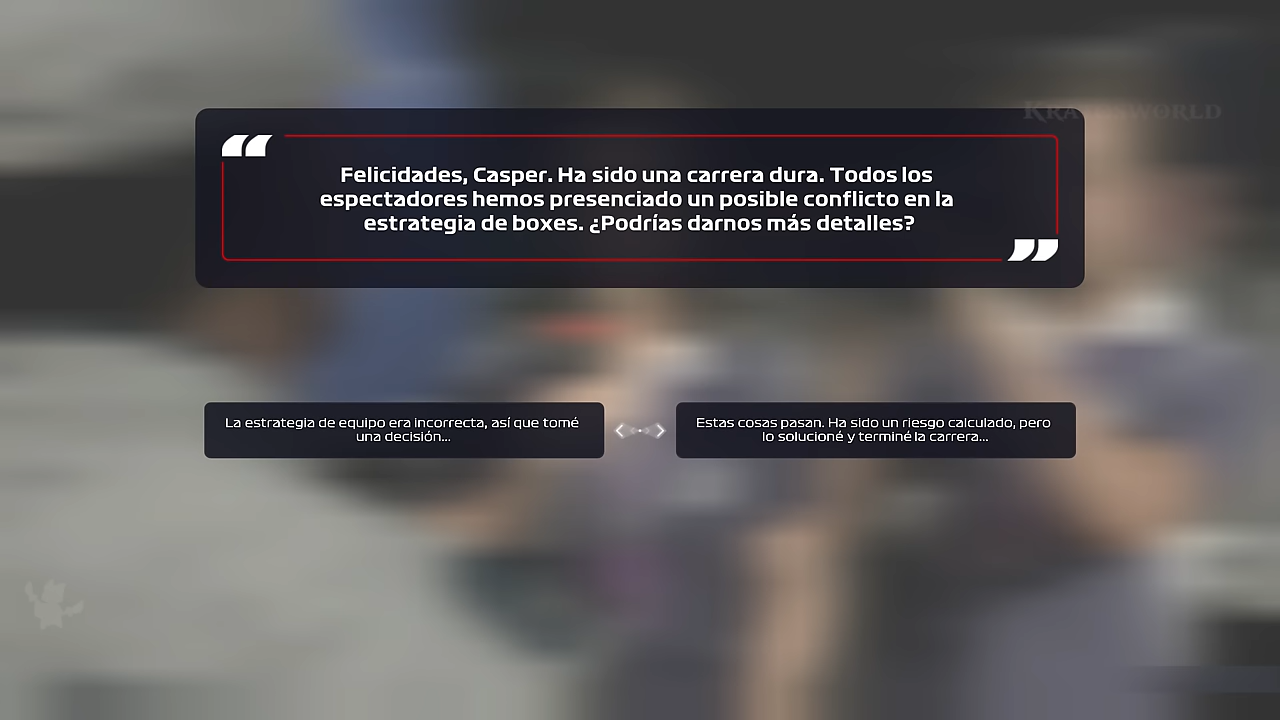 KRATOSWORLD
Felicidades, Casper. Ha sido una carrera dura. Todos los
espectadores hemos presenciado un posible conflicto en la
estrategia de boxes. ¿Podrías darnos más detalles?
La estrategia de equipo era incorrecta, así que tomé
una decisión...
Estas cosas pasan. Ha sido un riesgo calculado, pero
lo solucioné y terminé la carrera...